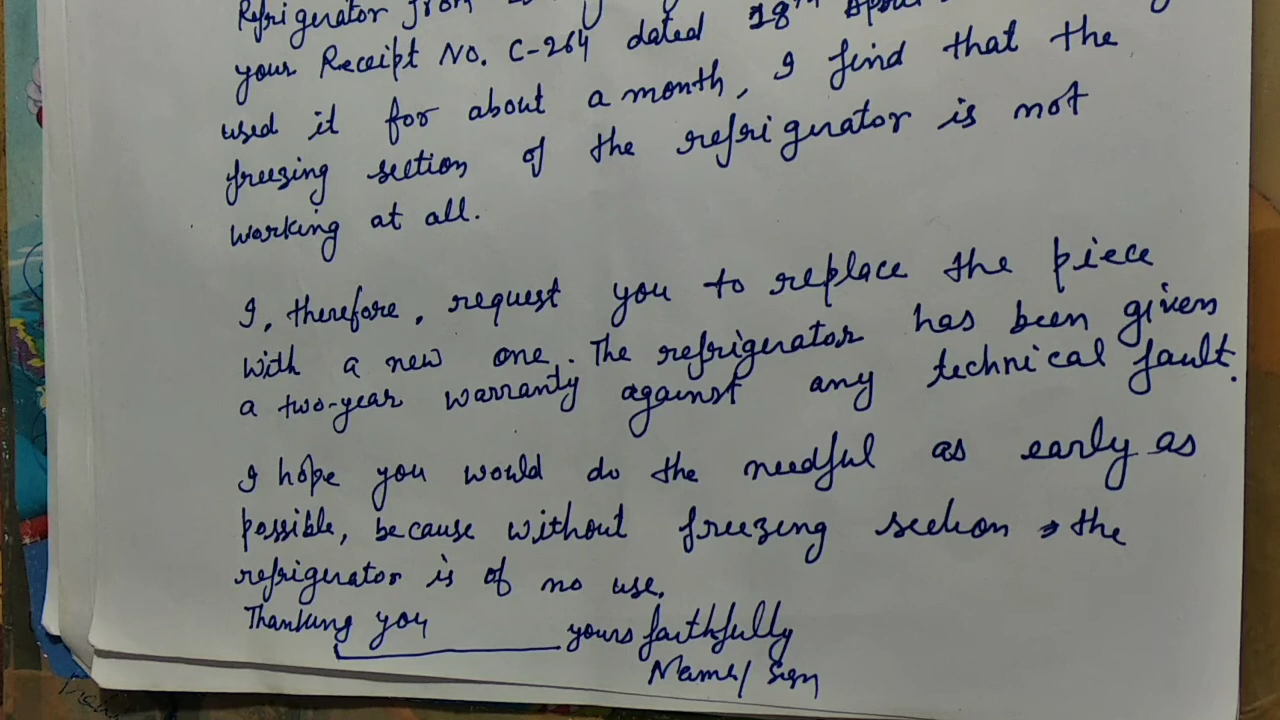 Refrigerator from
your Receipt No. C-264 dated 18th April
used it for about a month, I find that the
freezing section of the refrigerator is not
working at all.
I, therefore, request you to replace the piece
with a new one. The refrigerator has been given
a two-year warranty against any technical fault.
I hope you would do the needful as early as
possible, because without freezing section, the
refrigerator is of no use.
Thanking you yours faithfully
Name/ Sign